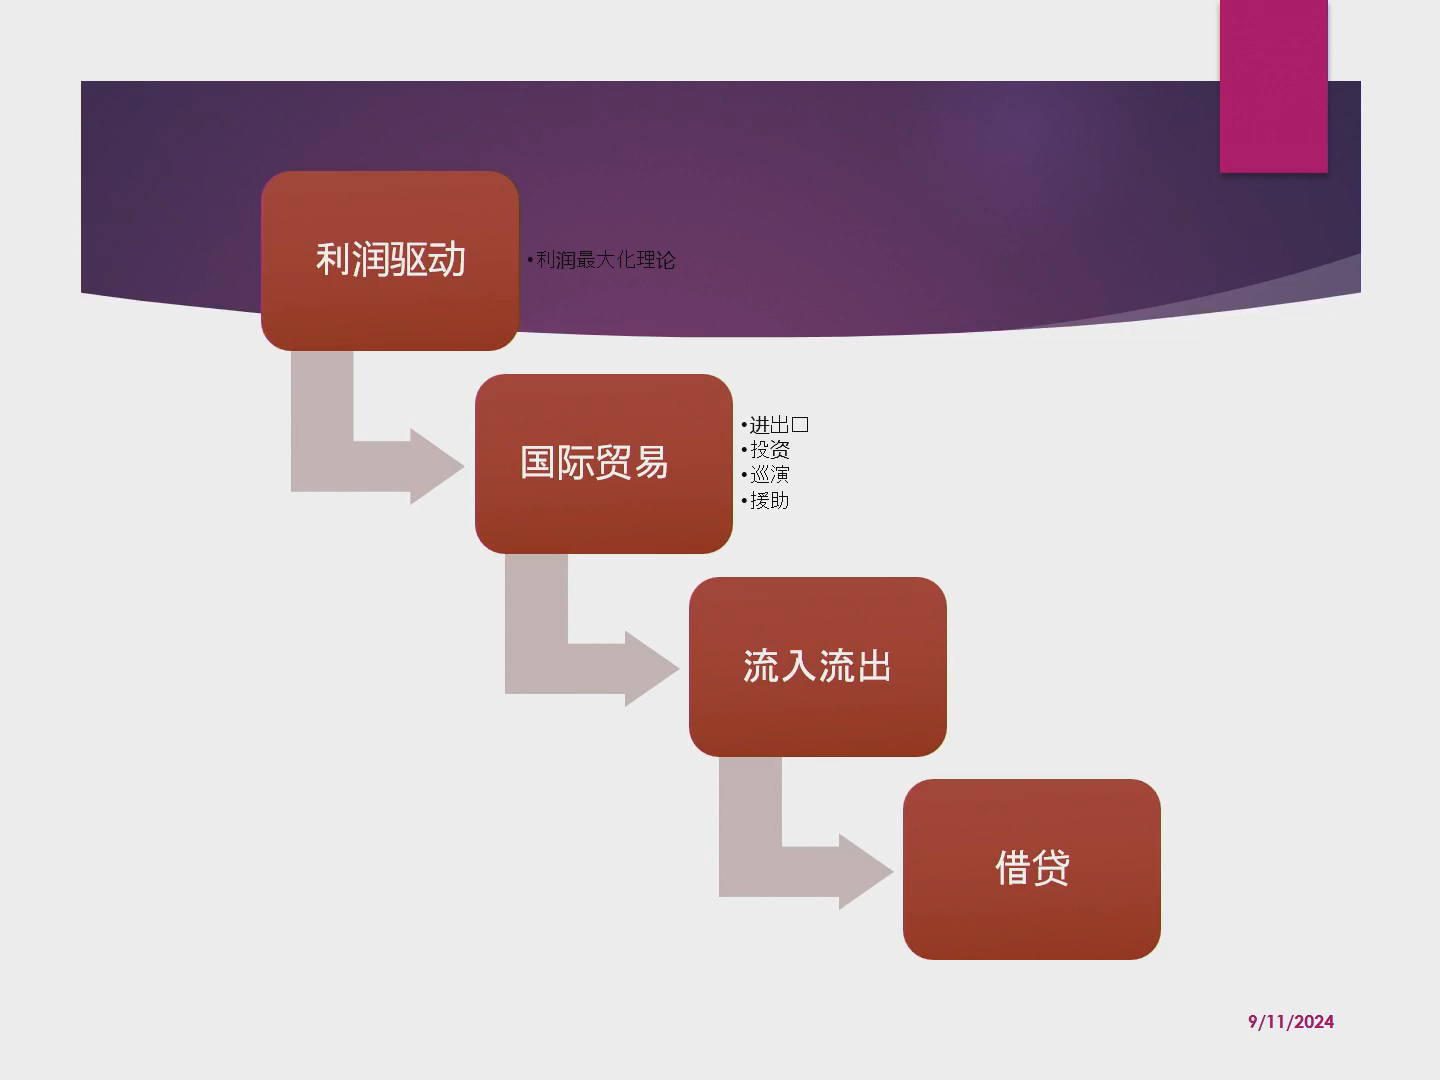 利润驱动
•利润最大化理论
国际贸易
•进出口
•投资
•巡演
•援助
流入流出
借贷
9/11/2024